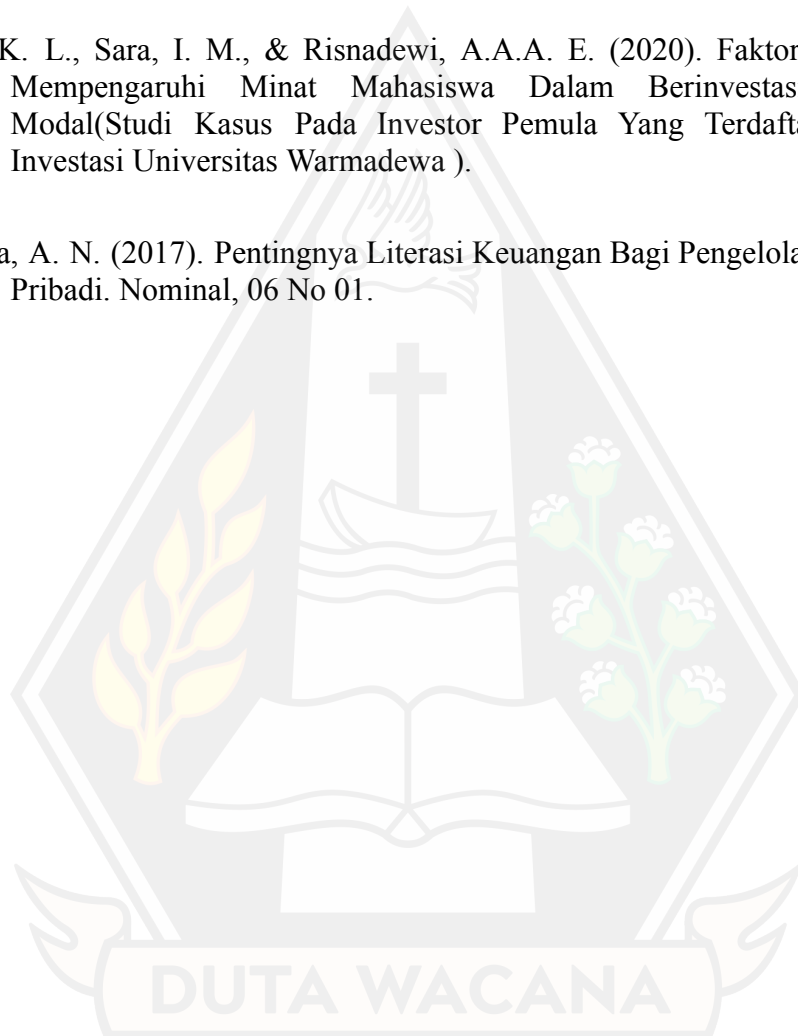 K. L., Sara, I. M., & Risnadewi, A.A.A. E. (2020). Faktor
Mempengaruhi Minat Mahasiswa Dalam Berinvestas
Modal(Studi Kasus Pada Investor Pemula Yang Terdafta
Investasi Universitas Warmadewa ).
a, A. N. (2017). Pentingnya Literasi Keuangan Bagi Pengelola
Pribadi. Nominal, 06 No 01.
DUTA WACANA